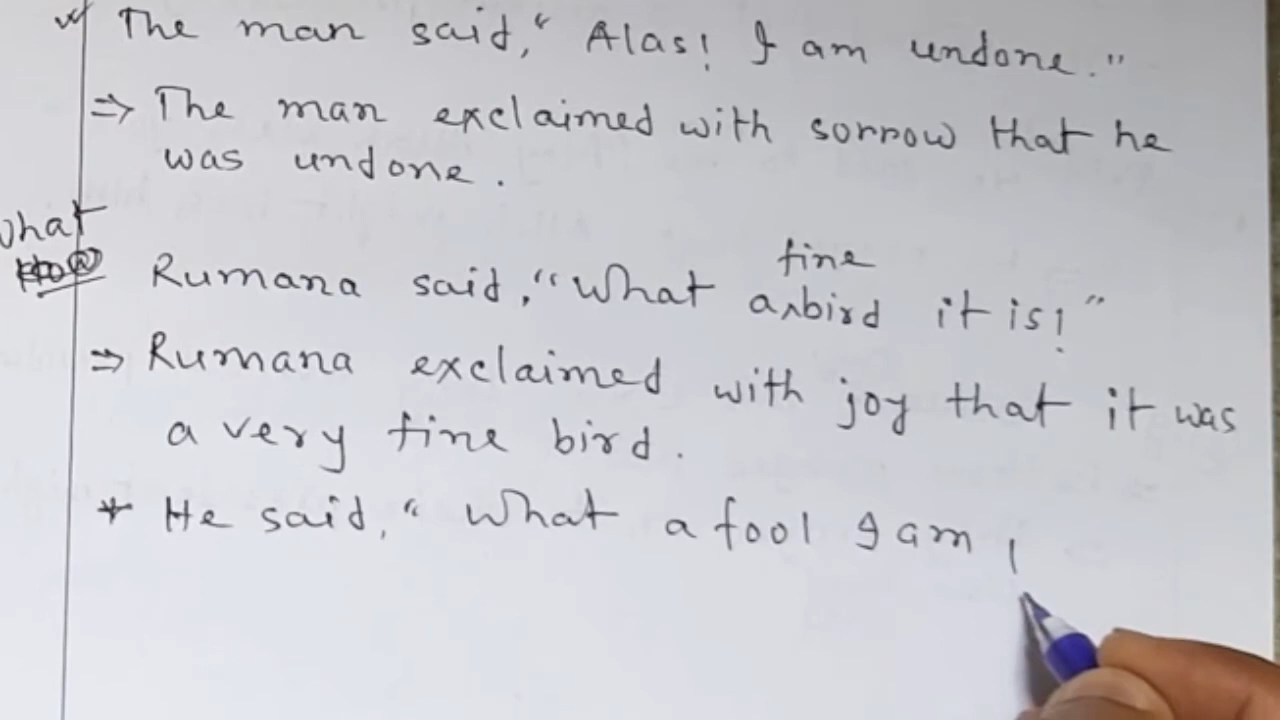 The man said, “Alas! I am undone.”
⇒ The man exclaimed with sorrow that he
was undone.
what
Rumana said, “What a fine bird it is!”
⇒ Rumana exclaimed with joy that it was
a very fine bird.
* He said, “What a fool I am !